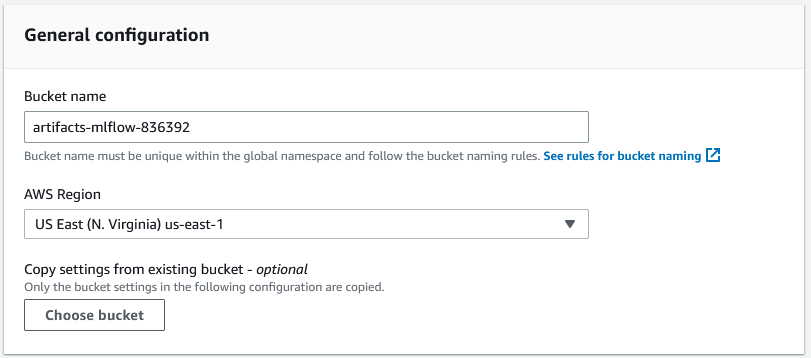 General configuration
Bucket name
artifacts-mlflow-836392
Bucket name must be unique within the global namespace and follow the bucket naming rules. See rules for bucket naming
AWS Region
US East (N. Virginia) us-east-1
Copy settings from existing bucket - optional
Only the bucket settings in the following configuration are copied.
Choose bucket